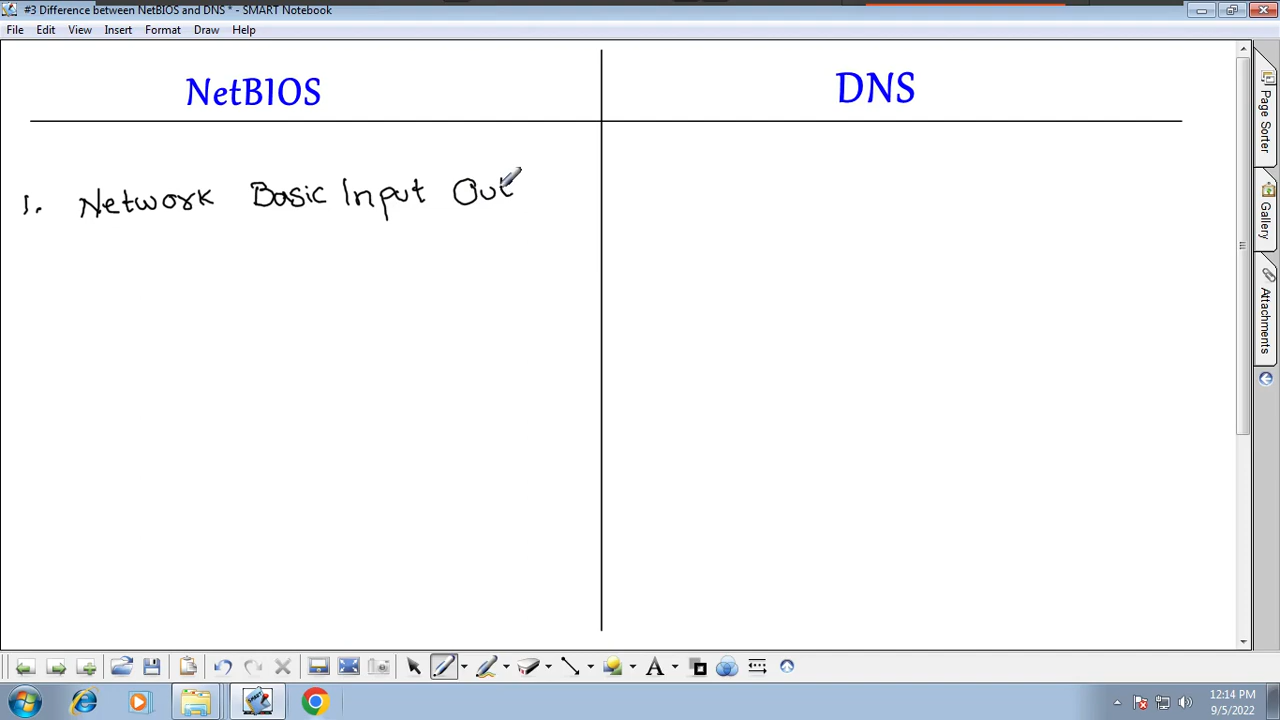 #3 Difference between NetBIOS and DNS * - SMART Notebook
File Edit View Insert Format Draw Help
NetBIOS DNS
1. Network Basic Input Out
Page Sorter
Gallery
Attachments
12:14 PM
9/5/2022